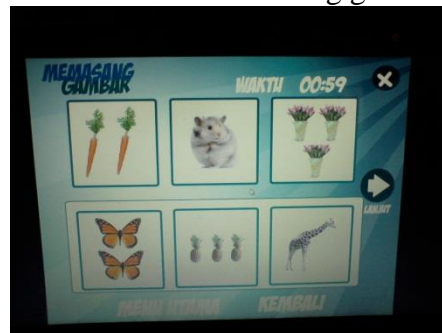 MEMASANG
GAMBAR
WAKTU 00:59
LANJUT
MENU UTAMA KEMBALI